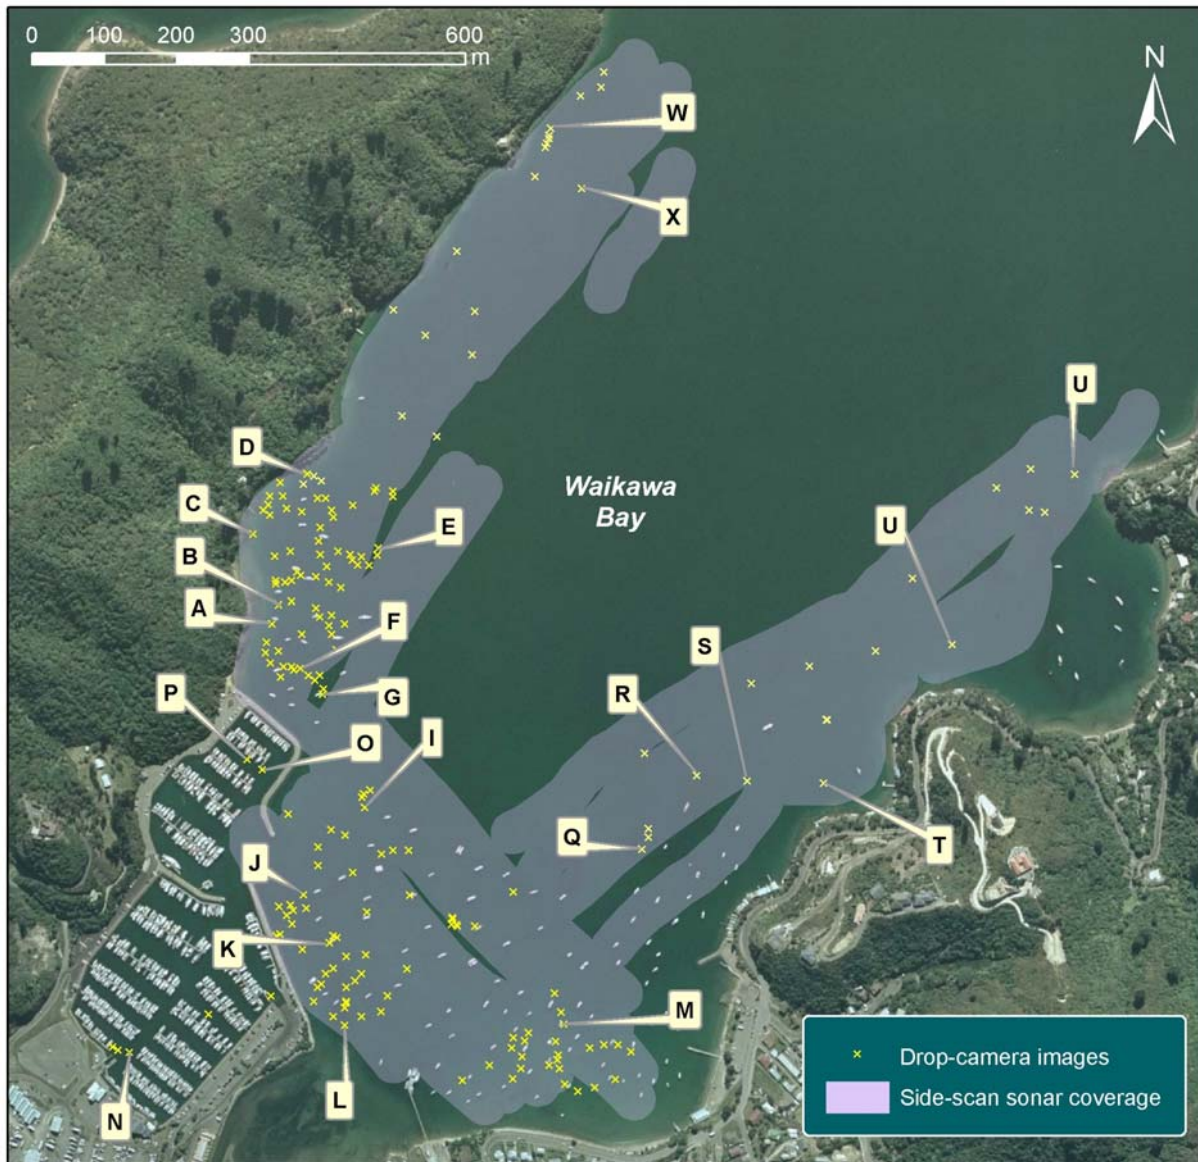 0 100 200 300 600
m
N
W
X
D
U
C
Waikawa
Bay
E
U
B
A
F
S
P
G
R
O
I
Q
T
J
K
M
L
N
Drop-camera images
Side-scan sonar coverage